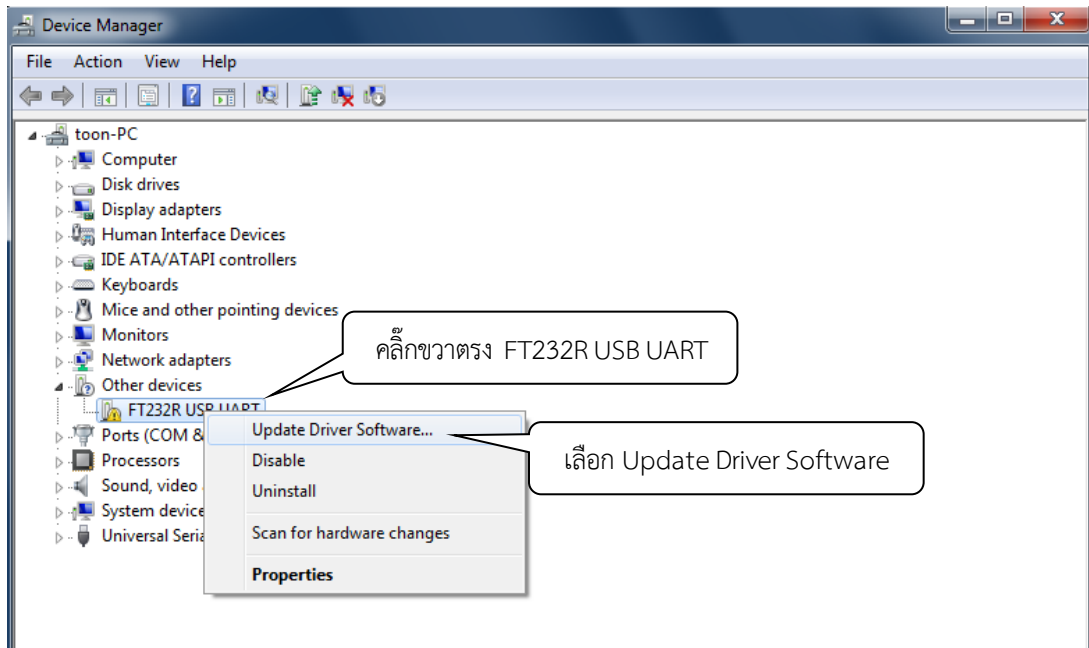 Device Manager
File Action View Help
toon-PC
Computer
Disk drives
Display adapters
Human Interface Devices
IDE ATA/ATAPI controllers
Keyboards
Mice and other pointing devices
Monitors
Network adapters
Other devices
FT232R USB UART
Ports (COM &
Processors
Sound, video
System device
Universal Seria
คลิ๊กขวาตรง FT232R USB UART
Update Driver Software...
Disable
Uninstall
Scan for hardware changes
Properties
เลือก Update Driver Software